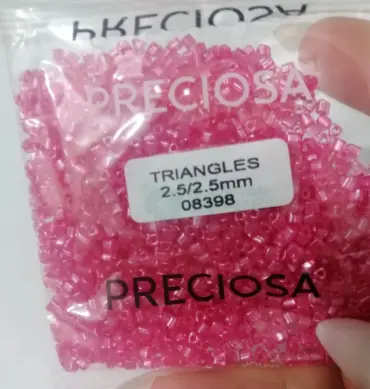 PRECIOSA
PRECIOSA
TRIANGLES
2.5/2.5mm
08398
PRECIOSA